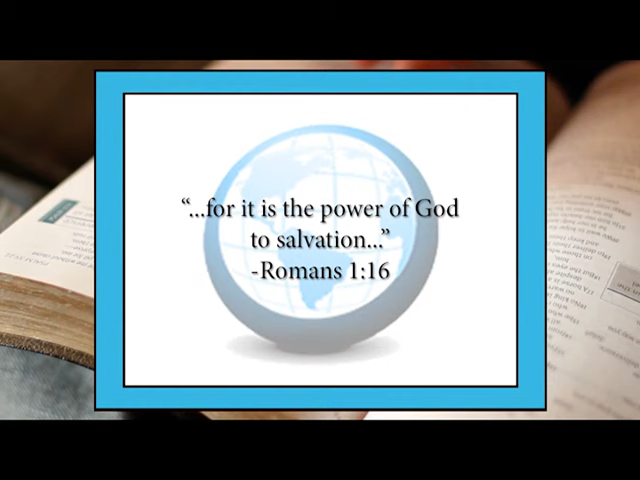 “...for it is the power of God
to salvation...”
-Romans 1:16